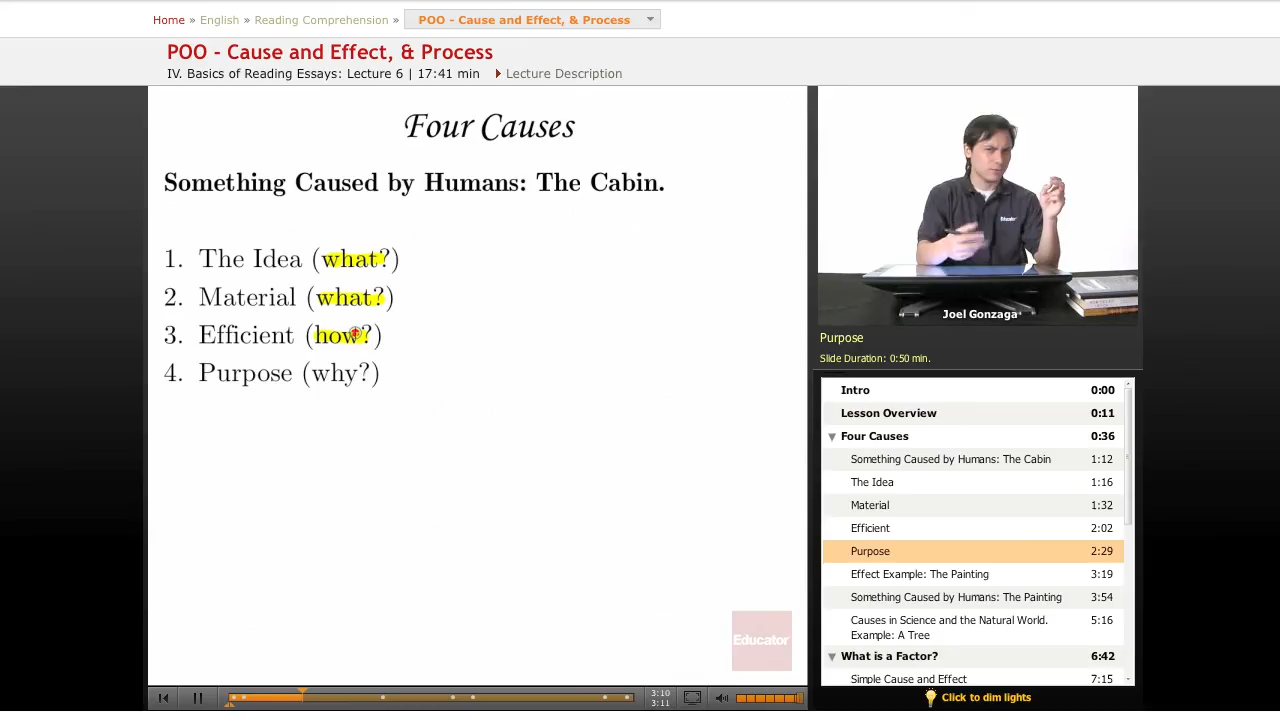 Home » English » Reading Comprehension » POO - Cause and Effect, & Process
POO - Cause and Effect, & Process
IV. Basics of Reading Essays: Lecture 6 | 17:41 min Lecture Description
Four Causes
Something Caused by Humans: The Cabin.
1. The Idea (what?)
2. Material (what?)
3. Efficient (how?)
4. Purpose (why?)
Educator
Educator
Joel Gonzaga
Purpose
Slide Duration: 0:50 min.
Intro 0:00
Lesson Overview 0:11
Four Causes 0:36
Something Caused by Humans: The Cabin 1:12
The Idea 1:16
Material 1:32
Efficient 2:02
Purpose 2:29
Effect Example: The Painting 3:19
Something Caused by Humans: The Painting 3:54
Causes in Science and the Natural World. 5:16
Example: A Tree
What is a Factor? 6:42
Simple Cause and Effect 7:15
3:10
3:11
Click to dim lights